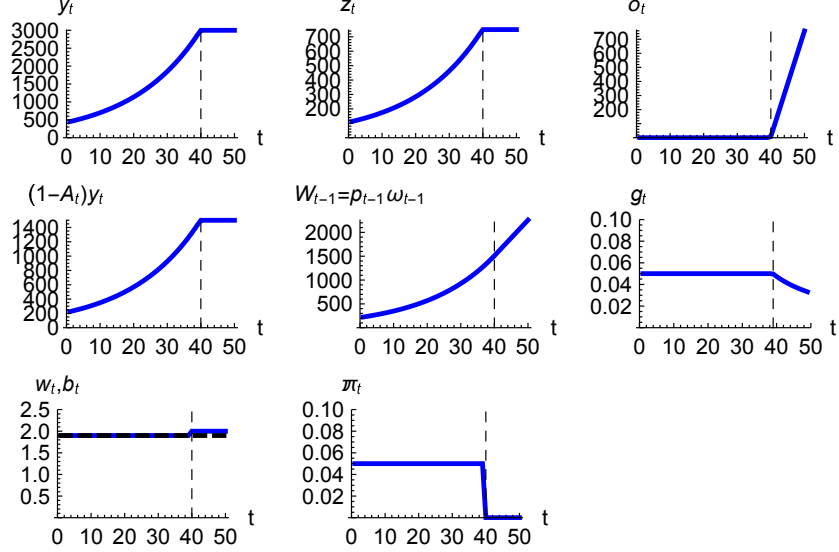 y_t
3000
2500
2000
1500
1000
500
0
0 10 20 30 40 50 t
z_t
700
600
500
400
300
200
0 10 20 30 40 50 t
o_t
700
600
500
400
300
200
0 10 20 30 40 50 t
(1-A_t)y_t
1400
1200
1000
800
600
400
200
0
0 10 20 30 40 50 t
W_{t-1}=p_{t-1}ω_{t-1}
2000
1500
1000
500
0 10 20 30 40 50 t
g_t
0.10
0.08
0.06
0.04
0.02
0 10 20 30 40 50 t
w_t,b_t
2.5
2.0
1.5
1.0
0.5
0 10 20 30 40 50 t
π_t
0.10
0.08
0.06
0.04
0.02
0 10 20 30 40 50 t